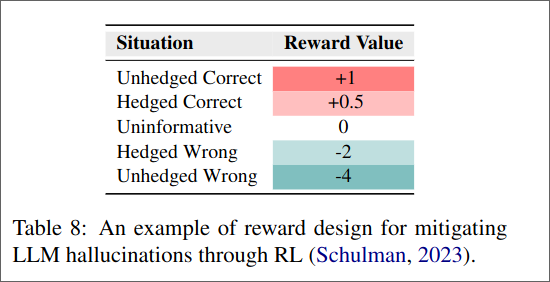 Situation Reward Value
Unhedged Correct +1
Hedged Correct +0.5
Uninformative 0
Hedged Wrong -2
Unhedged Wrong -4
Table 8: An example of reward design for mitigating
LLM hallucinations through RL (Schulman, 2023).